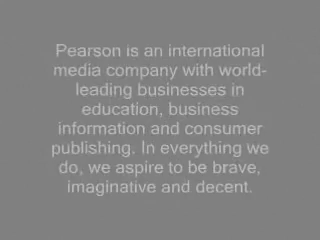 Pearson is an international
media company with world-
leading businesses in
education, business
information and consumer
publishing. In everything we
do, we aspire to be brave,
imaginative and decent.